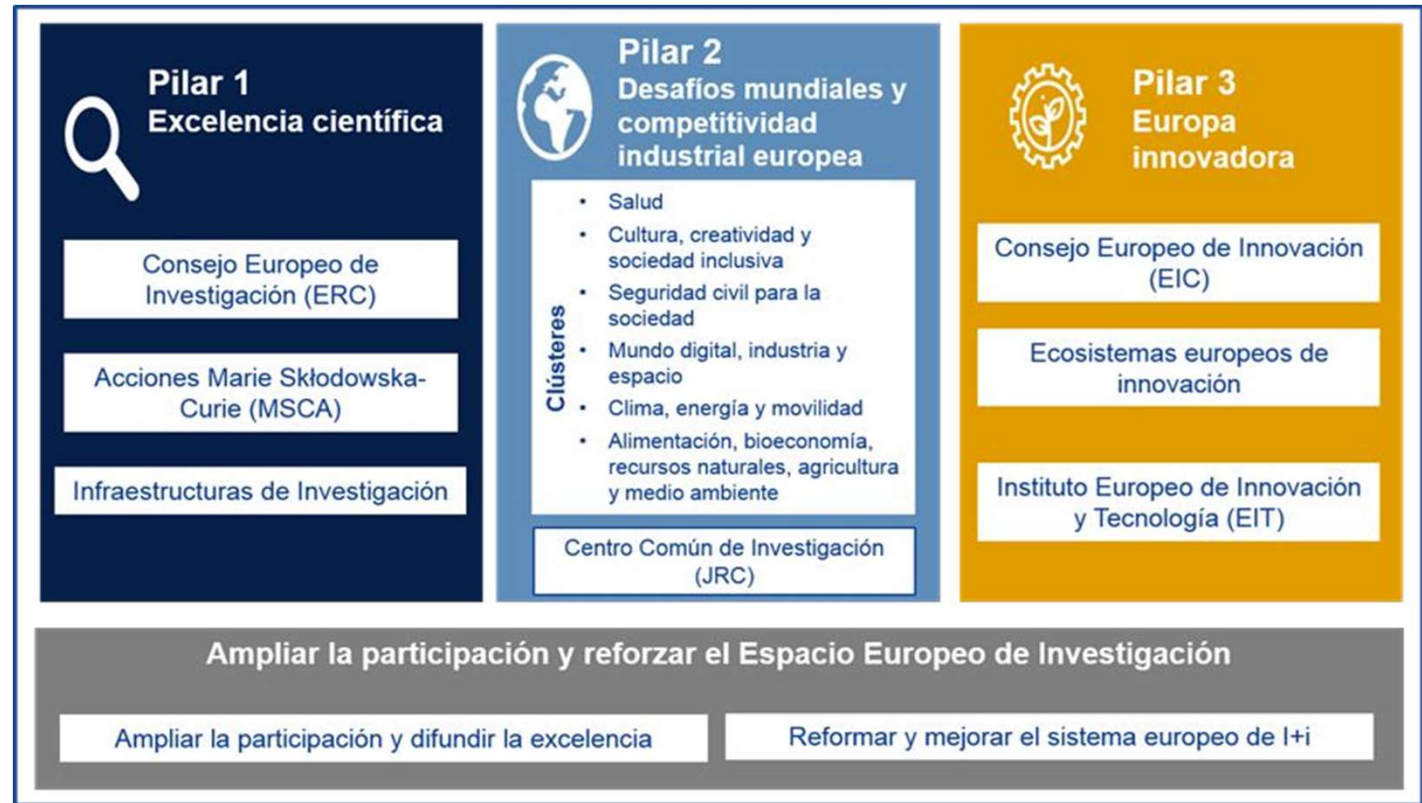 Pilar 1
Excelencia científica
Consejo Europeo de
Investigación (ERC)
Acciones Marie Skłodowska-
Curie (MSCA)
Infraestructuras de Investigación
Pilar 2
Desafíos mundiales y
competitividad
industrial europea
Clústeres
• Salud
• Cultura, creatividad y
sociedad inclusiva
• Seguridad civil para la
sociedad
• Mundo digital, industria y
espacio
• Clima, energía y movilidad
• Alimentación, bioeconomía,
recursos naturales, agricultura
y medio ambiente
Centro Común de Investigación
(JRC)
Pilar 3
Europa
innovadora
Consejo Europeo de Innovación
(EIC)
Ecosistemas europeos de
innovación
Instituto Europeo de Innovación
y Tecnología (EIT)
Ampliar la participación y reforzar el Espacio Europeo de Investigación
Ampliar la participación y difundir la excelencia
Reformar y mejorar el sistema europeo de I+i